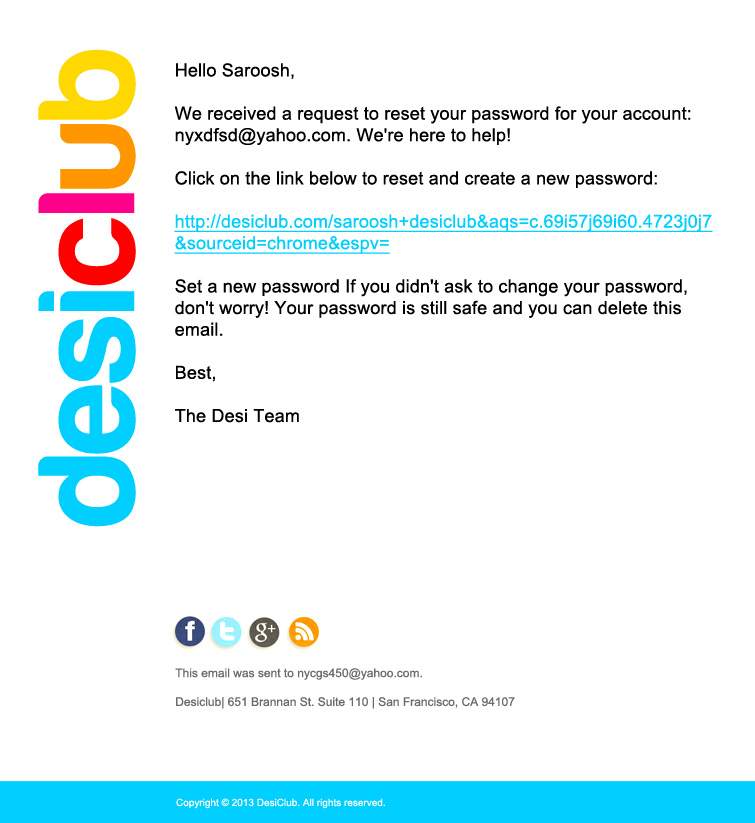 desiclub
Hello Saroosh,
We received a request to reset your password for your account:
nyxdfsd@yahoo.com. We're here to help!
Click on the link below to reset and create a new password:
http://desiclub.com/saroosh+desiclub&aqs=c.69i57j69i60.4723j0j7
&sourceid=chrome&espv=
Set a new password If you didn't ask to change your password,
don't worry! Your password is still safe and you can delete this
email.
Best,
The Desi Team
f t g+
This email was sent to nycgs450@yahoo.com.
Desiclub| 651 Brannan St. Suite 110 | San Francisco, CA 94107
Copyright © 2013 DesiClub. All rights reserved.